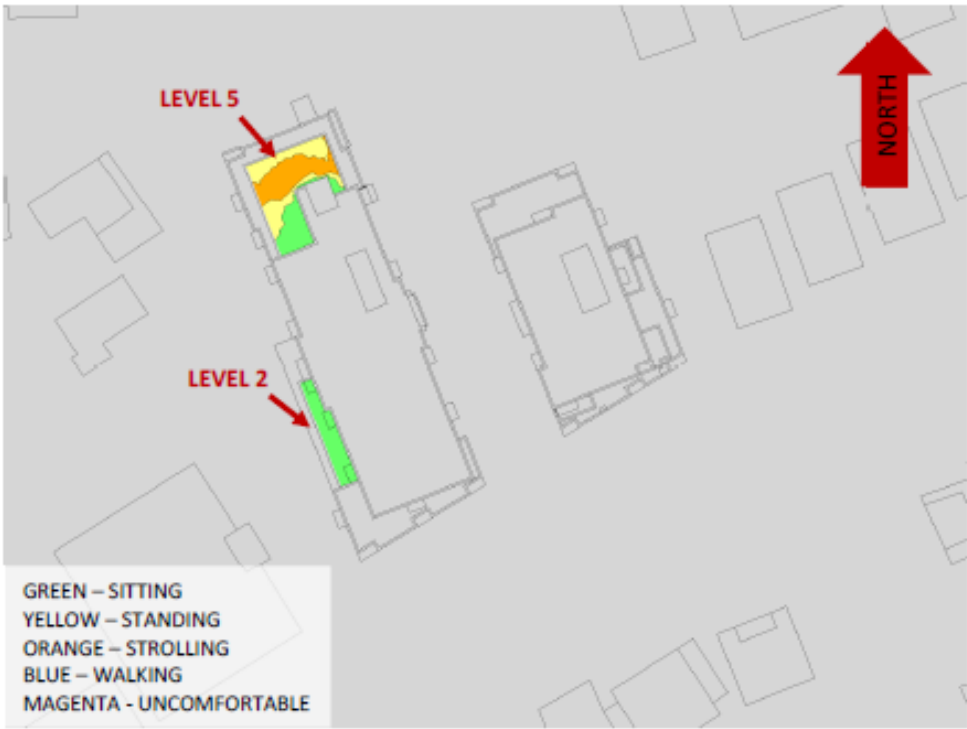 LEVEL 5
NORTH
LEVEL 2
GREEN – SITTING
YELLOW – STANDING
ORANGE – STROLLING
BLUE – WALKING
MAGENTA - UNCOMFORTABLE